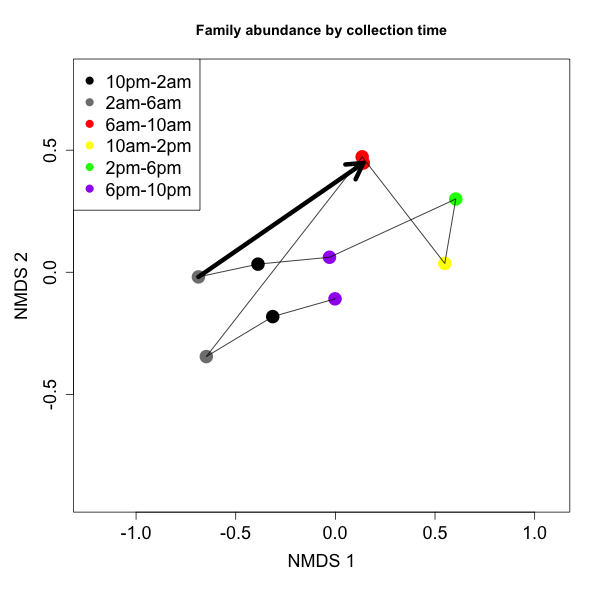 Family abundance by collection time
10pm-2am
2am-6am
6am-10am
10am-2pm
2pm-6pm
6pm-10pm
0.5
0.0
-0.5
NMDS 2
-1.0 -0.5 0.0 0.5 1.0
NMDS 1